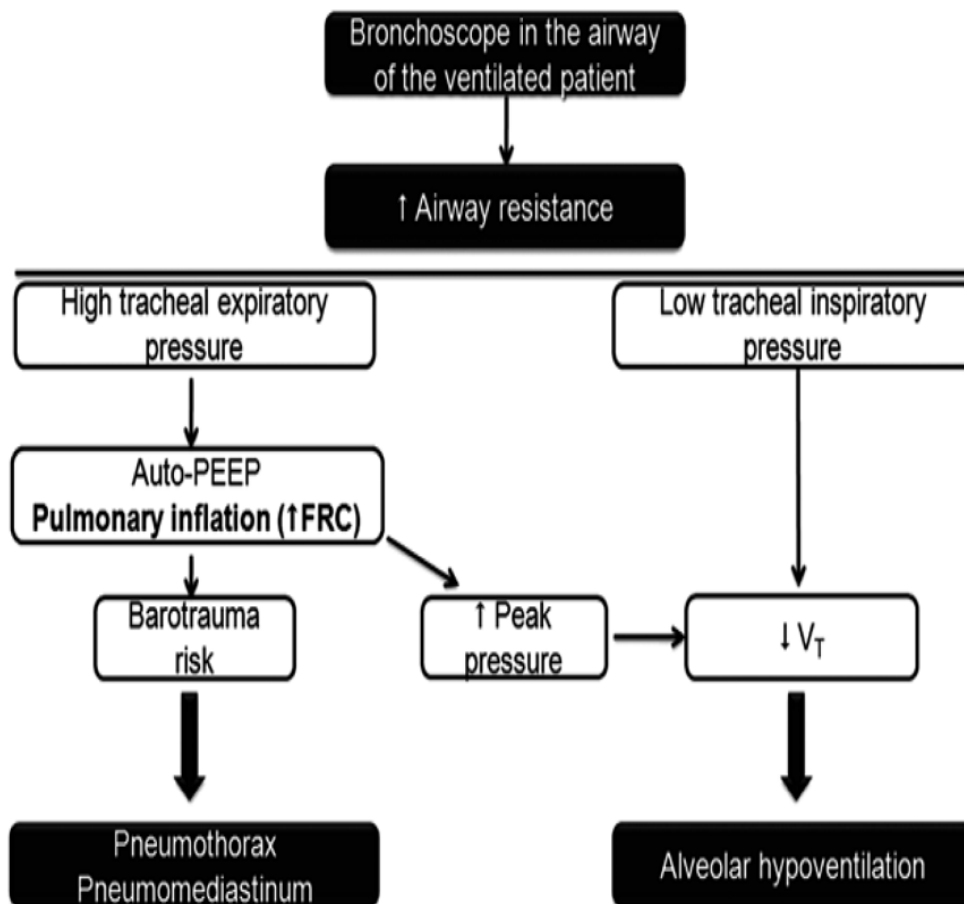 Bronchoscope in the airway
of the ventilated patient
↑ Airway resistance
High tracheal expiratory
pressure
Low tracheal inspiratory
pressure
Auto-PEEP
Pulmonary inflation (↑FRC)
Barotrauma
risk
↑ Peak
pressure
↓ V_T
Pneumothorax
Pneumomediastinum
Alveolar hypoventilation